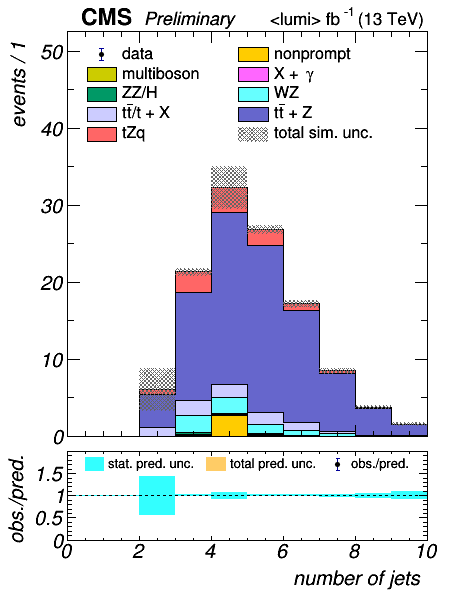 CMS Preliminary <lumi> fb⁻¹ (13 TeV)
events / 1
data
nonprompt
multiboson
X + γ
ZZ/H
WZ
tt̄/t + X
tt̄ + Z
tZq
total sim. unc.
50
40
30
20
10
0
obs./pred.
stat. pred. unc. total pred. unc. obs./pred.
1.5
1
0.5
0
0 2 4 6 8 10
number of jets